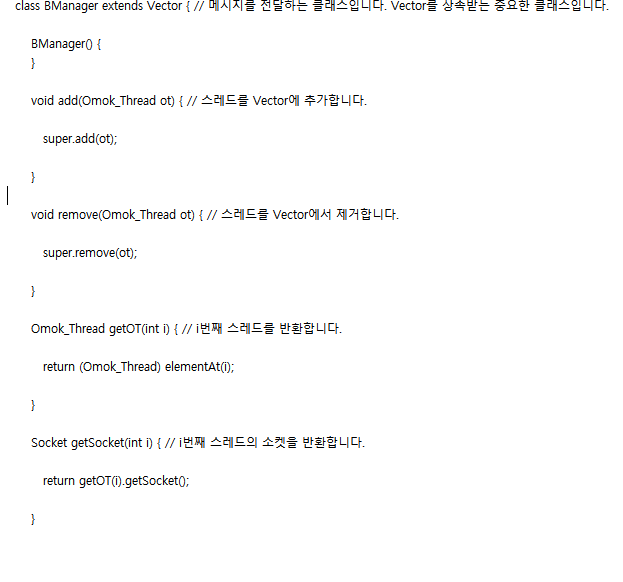 class BManager extends Vector { // 메시지를 전달하는 클래스입니다. Vector를 상속받는 중요한 클래스입니다.
BManager() {
}
void add(Omok_Thread ot) { // 스레드를 Vector에 추가합니다.
super.add(ot);
}
void remove(Omok_Thread ot) { // 스레드를 Vector에서 제거합니다.
super.remove(ot);
}
Omok_Thread getOT(int i) { // i번째 스레드를 반환합니다.
return (Omok_Thread) elementAt(i);
}
Socket getSocket(int i) { // i번째 스레드의 소켓을 반환합니다.
return getOT(i).getSocket();
}